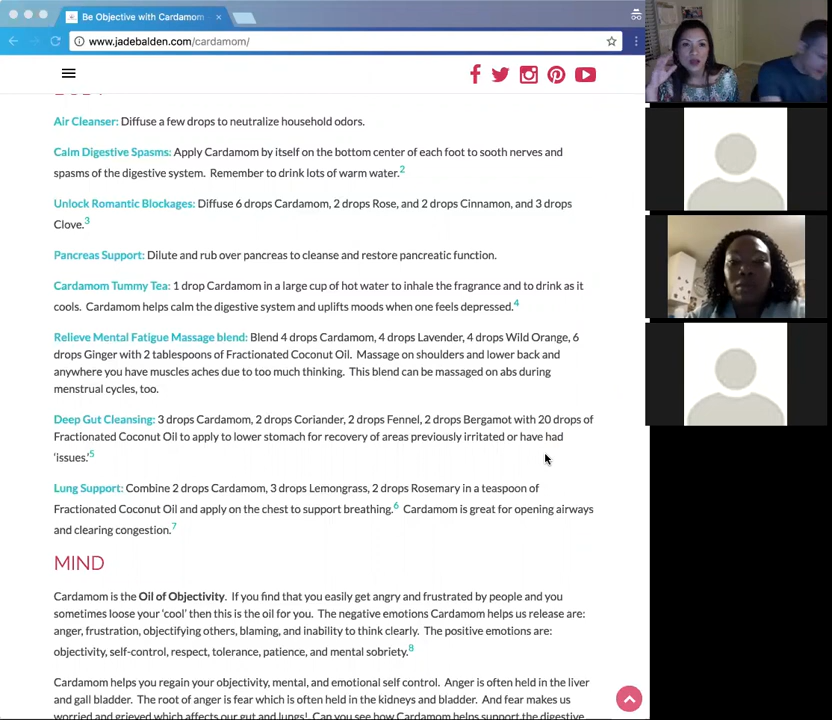 Be Objective with Cardamom
www.jadebalden.com/cardamom/
Air Cleanser: Diffuse a few drops to neutralize household odors.
Calm Digestive Spasms: Apply Cardamom by itself on the bottom center of each foot to sooth nerves and
spasms of the digestive system. Remember to drink lots of warm water.2
Unlock Romantic Blockages: Diffuse 6 drops Cardamom, 2 drops Rose, and 2 drops Cinnamon, and 3 drops
Clove.3
Pancreas Support: Dilute and rub over pancreas to cleanse and restore pancreatic function.
Cardamom Tummy Tea: 1 drop Cardamom in a large cup of hot water to inhale the fragrance and to drink as it
cools. Cardamom helps calm the digestive system and uplifts moods when one feels depressed.4
Relieve Mental Fatigue Massage blend: Blend 4 drops Cardamom, 4 drops Lavender, 4 drops Wild Orange, 6
drops Ginger with 2 tablespoons of Fractionated Coconut Oil. Massage on shoulders and lower back and
anywhere you have muscles aches due to too much thinking. This blend can be massaged on abs during
menstrual cycles, too.
Deep Gut Cleansing: 3 drops Cardamom, 2 drops Coriander, 2 drops Fennel, 2 drops Bergamot with 20 drops of
Fractionated Coconut Oil to apply to lower stomach for recovery of areas previously irritated or have had
'issues.'5
Lung Support: Combine 2 drops Cardamom, 3 drops Lemongrass, 2 drops Rosemary in a teaspoon of
Fractionated Coconut Oil and apply on the chest to support breathing.6 Cardamom is great for opening airways
and clearing congestion.7
MIND
Cardamom is the Oil of Objectivity. If you find that you easily get angry and frustrated by people and you
sometimes loose your 'cool' then this is the oil for you. The negative emotions Cardamom helps us release are:
anger, frustration, objectifying others, blaming, and inability to think clearly. The positive emotions are:
objectivity, self-control, respect, tolerance, patience, and mental sobriety.8
Cardamom helps you regain your objectivity, mental, and emotional self control. Anger is often held in the liver
and gall bladder. The root of anger is fear which is often held in the kidneys and bladder. And fear makes us
worried and grieved which affects our gut and lungs! Can you see how Cardamom helps support the digestive